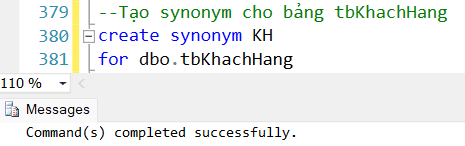 379 --Tạo synonym cho bảng tbKhachHang
380 create synonym KH
381 for dbo.tbKhachHang
110 %
Messages
Command(s) completed successfully.